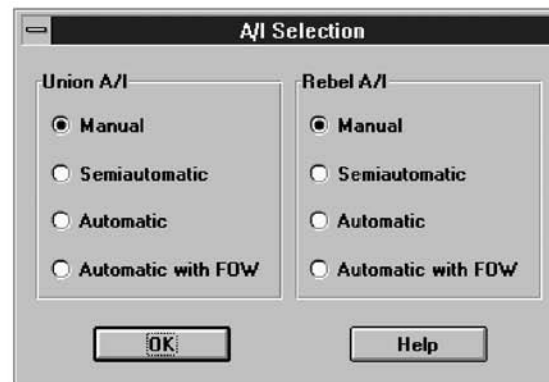 A/I Selection
Union A/I
Manual
Semiautomatic
Automatic
Automatic with FOW
Rebel A/I
Manual
Semiautomatic
Automatic
Automatic with FOW
OK
Help